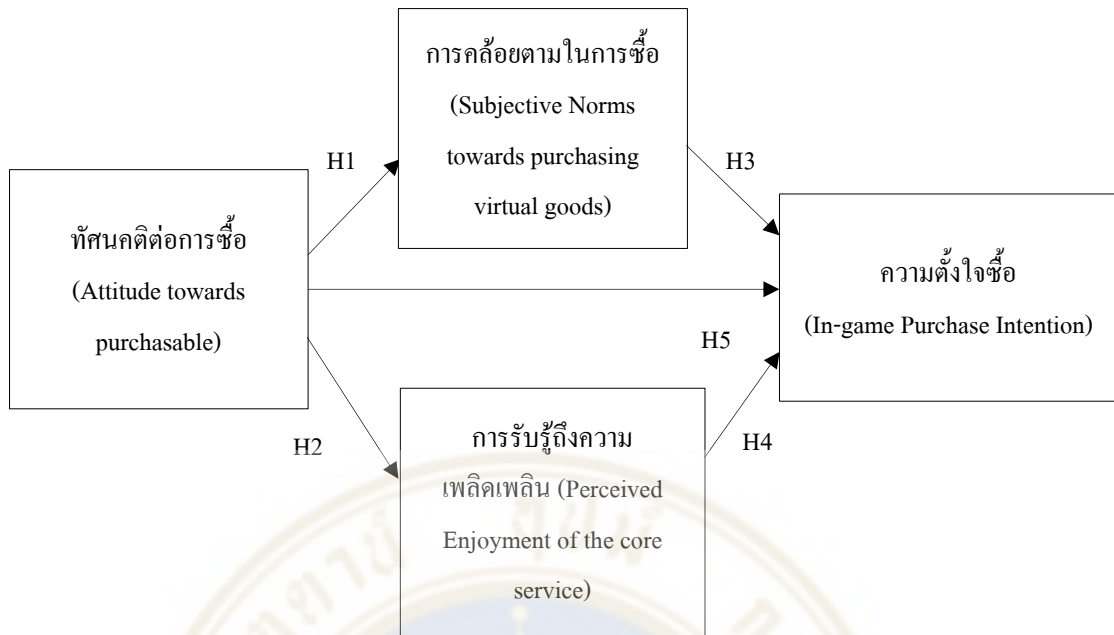 การคล้อยตามในการซื้อ
(Subjective Norms
towards purchasing
virtual goods)
H1
H3
ทัศนคติต่อการซื้อ
(Attitude towards
purchasable)
ความตั้งใจซื้อ
(In-game Purchase Intention)
H5
H2
H4
การรับรู้ถึงความ
เพลิดเพลิน (Perceived
Enjoyment of the core
service)